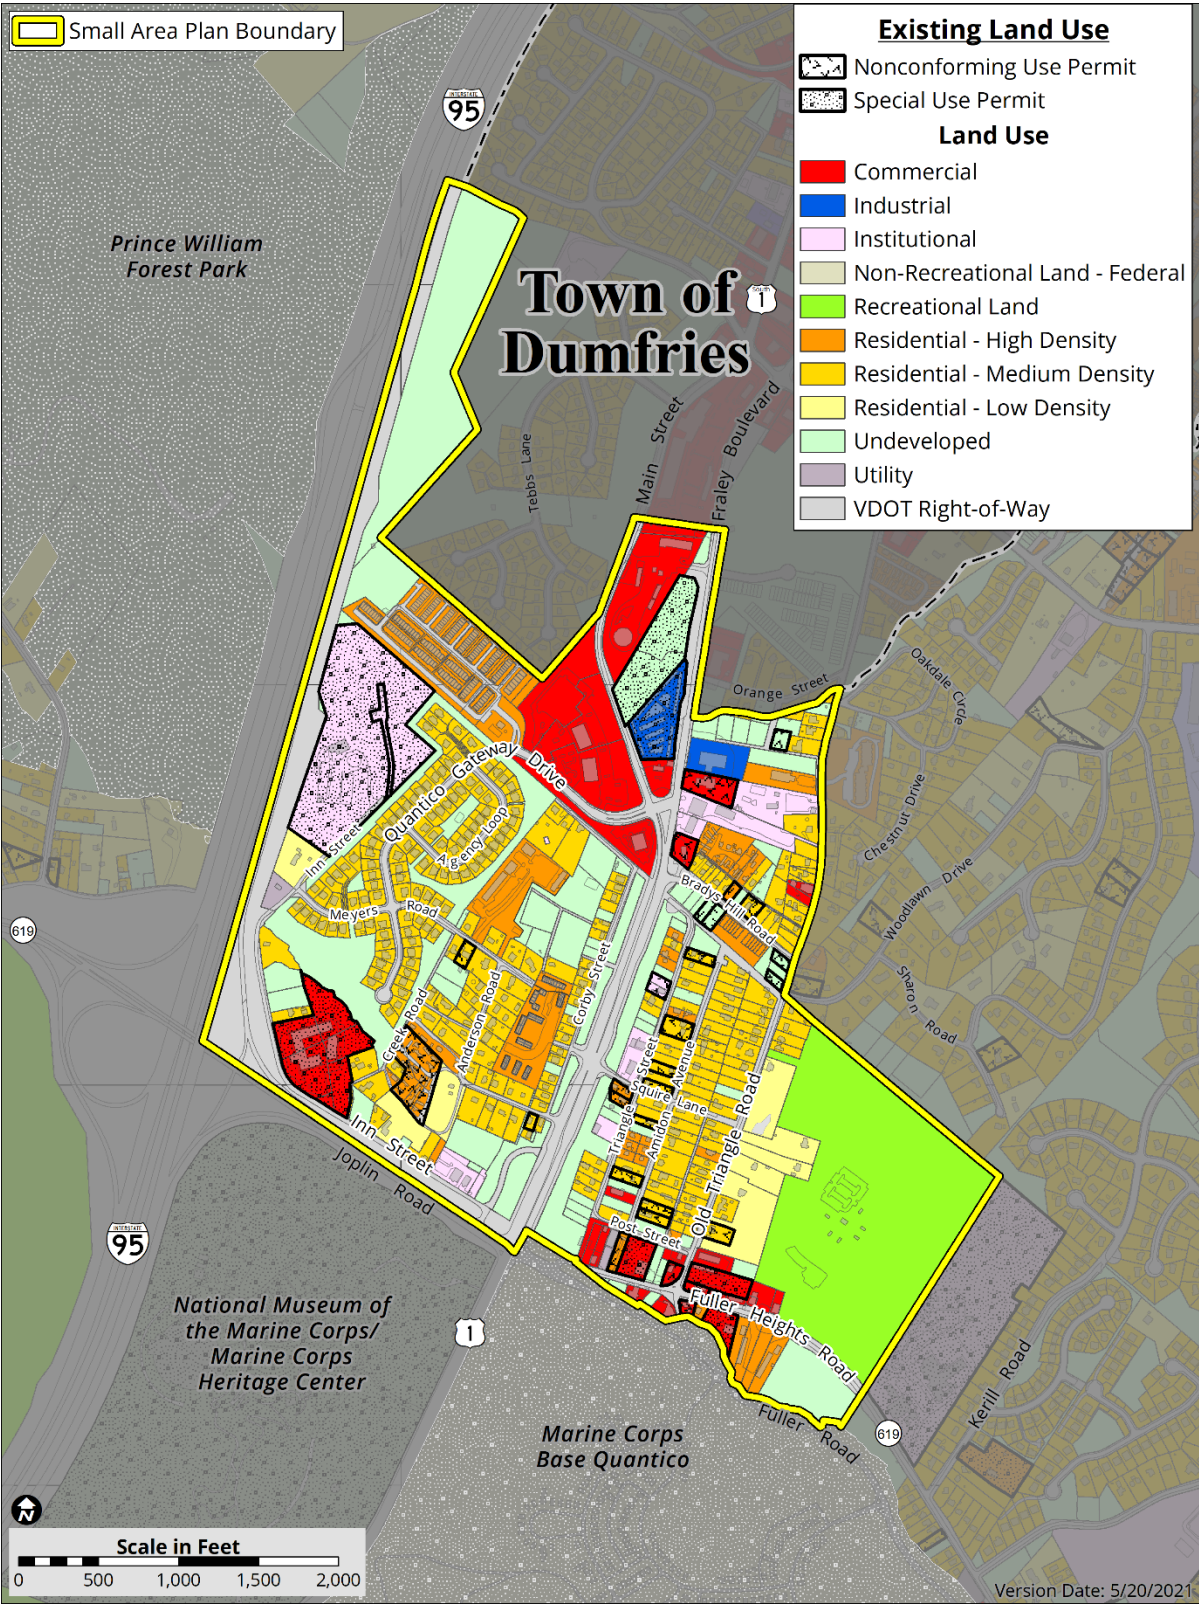 Small Area Plan Boundary
Existing Land Use
Nonconforming Use Permit
Special Use Permit
Land Use
Commercial
Industrial
Institutional
Non-Recreational Land - Federal
Recreational Land
Residential - High Density
Residential - Medium Density
Residential - Low Density
Undeveloped
Utility
VDOT Right-of-Way
INTERSTATE
95
Prince William
Forest Park
Town of
Dumfries
South
1
Main Street
Fraley Boulevard
Tebbs Lane
Orange Street
Oakdale Circle
Chestnut Drive
Woodlawn Drive
Sharon Road
Quantico Gateway Drive
Algency Loop
Inn Street
Meyers Road
Bradys Hill Road
619
Creek Road
Anderson Road
Corby Street
Triangle Street
Amidon Avenue
Squire Lane
Old Triangle Road
Inn Street
Joplin Road
Post Street
Fuller Heights Road
Fuller Road
Kerill Road
INTERSTATE
95
National Museum of
the Marine Corps/
Marine Corps
Heritage Center
1
Marine Corps
Base Quantico
619
N
Scale in Feet
0 500 1,000 1,500 2,000
Version Date: 5/20/2021